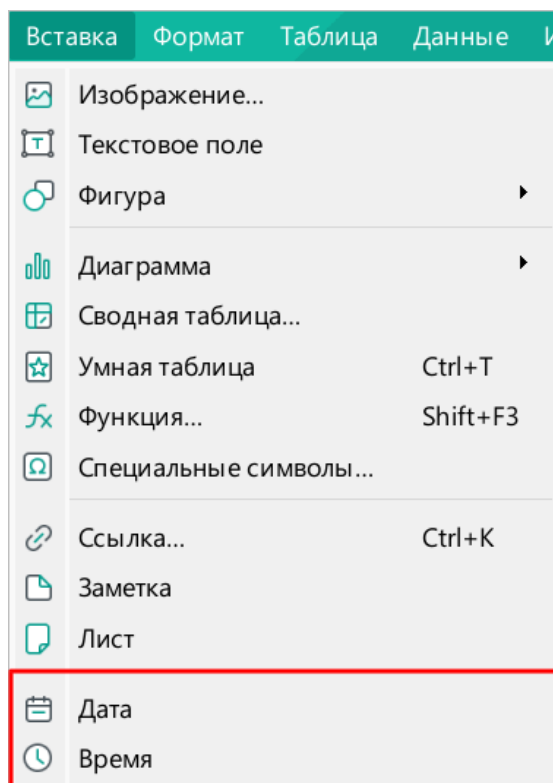 Вставка Формат Таблица Данные
Изображение...
Текстовое поле
Фигура
Диаграмма
Сводная таблица...
Умная таблица Ctrl+T
Функция... Shift+F3
Специальные символы...
Ссылка... Ctrl+K
Заметка
Лист
Дата
Время